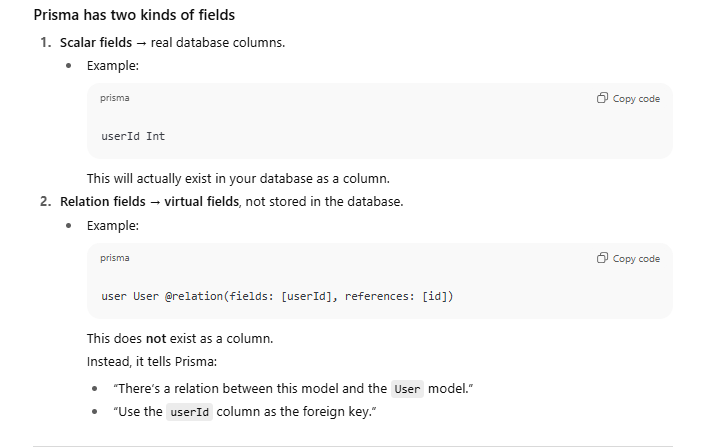 Prisma has two kinds of fields
1. Scalar fields → real database columns.
• Example:
prisma
Copy code
userId Int
This will actually exist in your database as a column.
2. Relation fields → virtual fields, not stored in the database.
• Example:
prisma
Copy code
user User @relation(fields: [userId], references: [id])
This does not exist as a column.
Instead, it tells Prisma:
• “There’s a relation between this model and the User model.”
• “Use the userId column as the foreign key.”